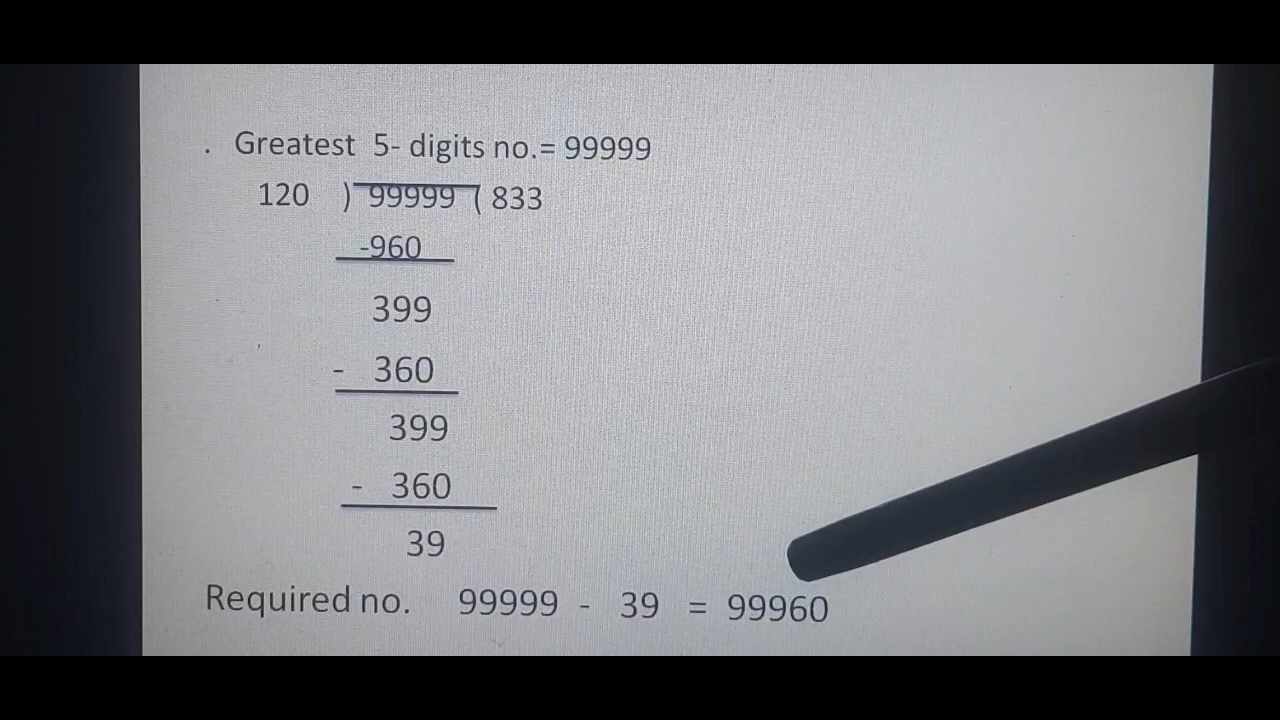 . Greatest 5- digits no.= 99999
120 ) 99999 ( 833
-960
399
- 360
399
- 360
39
Required no. 99999 - 39 = 99960